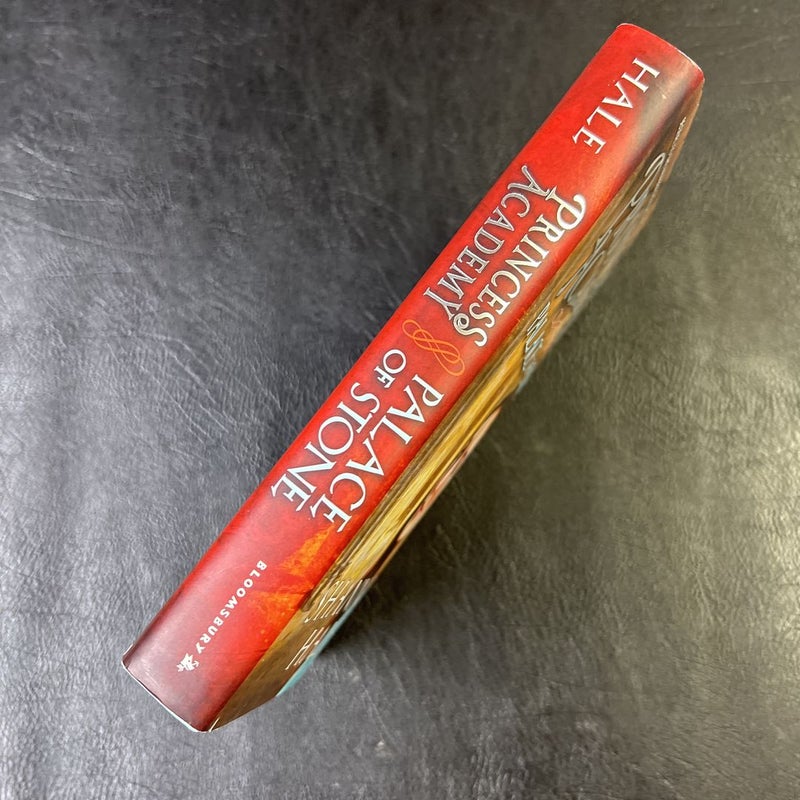 HALE
PRINCESS
ACADEMY
PALACE
OF STONE
BLOOMSBURY